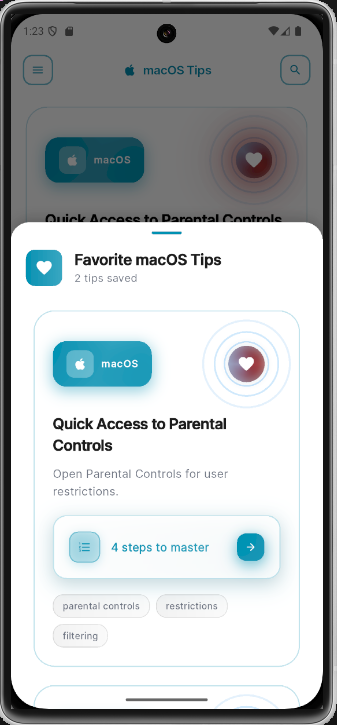 1:23
macOS Tips
macOS
Quick Access to Parental Controls
Favorite macOS Tips
2 tips saved
macOS
Quick Access to Parental
Controls
Open Parental Controls for user
restrictions.
4 steps to master
parental controls
restrictions
filtering